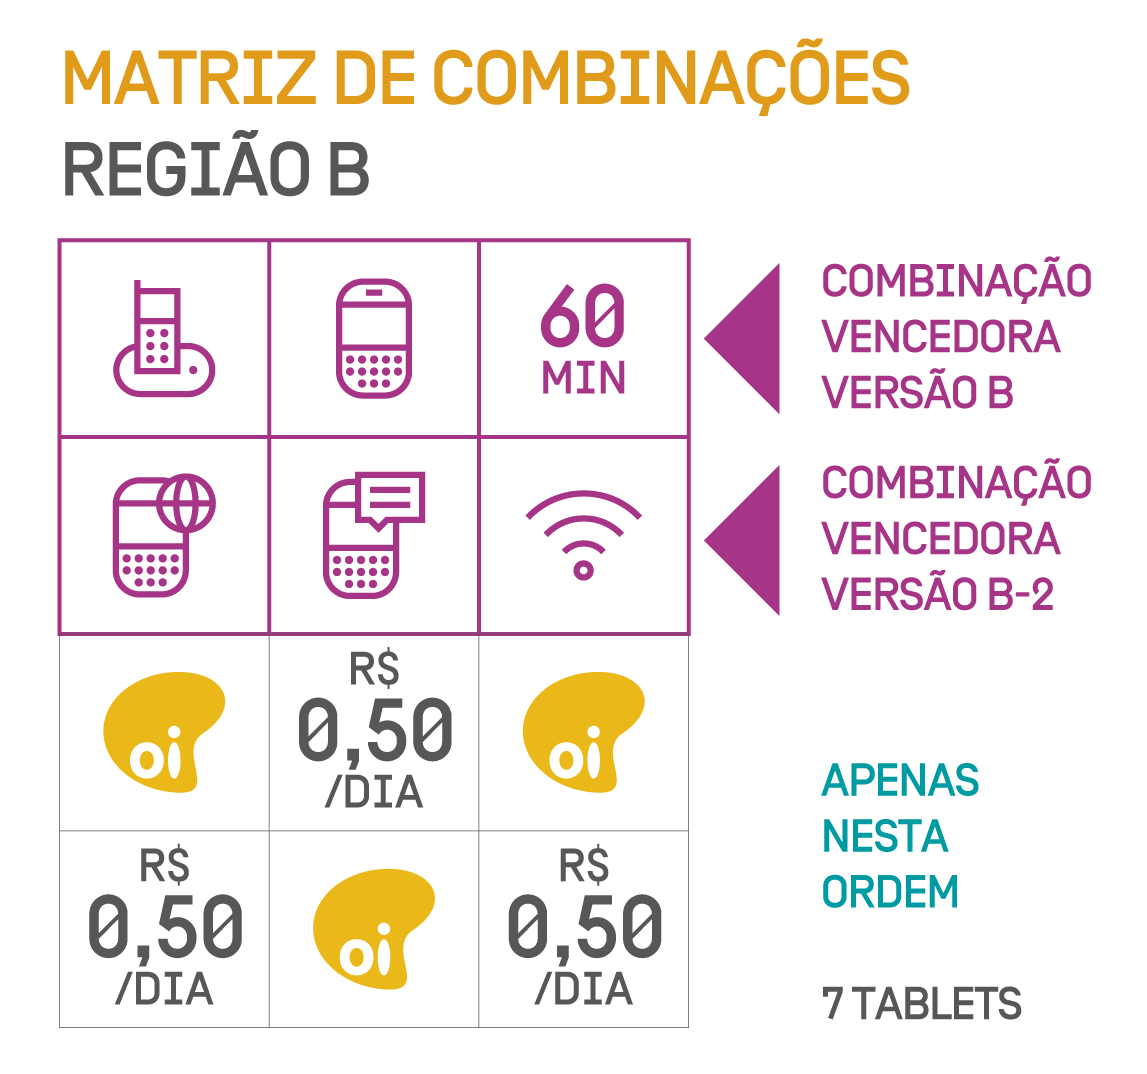 MATRIZ DE COMBINAÇÕES
REGIÃO B
60
MIN
COMBINAÇÃO
VENCEDORA
VERSÃO B
COMBINAÇÃO
VENCEDORA
VERSÃO B-2
oi
R$
0,50
/DIA
oi
APENAS
NESTA
ORDEM
R$
0,50
/DIA
oi
R$
0,50
/DIA
7 TABLETS